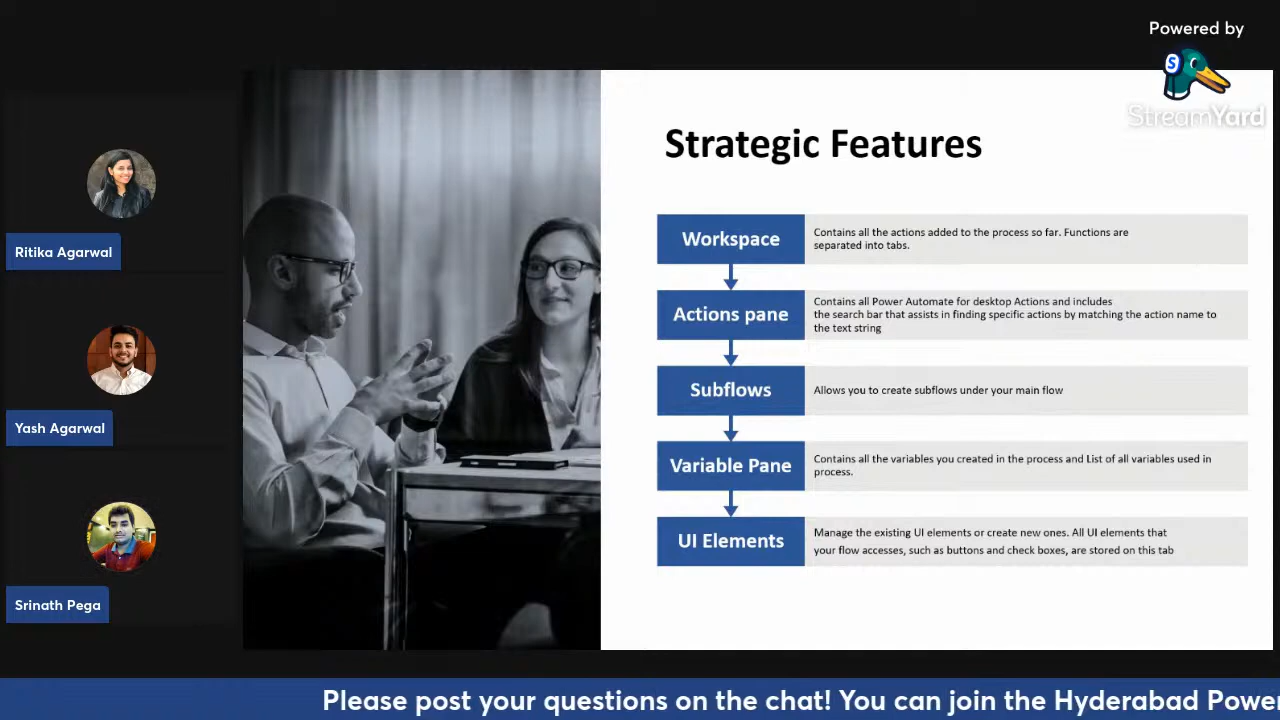 Powered by
StreamYard
Strategic Features
Workspace
Contains all the actions added to the process so far. Functions are
separated into tabs.
Actions pane
Contains all Power Automate for desktop Actions and includes
the search bar that assists in finding specific actions by matching the action name to
the text string
Subflows
Allows you to create subflows under your main flow
Variable Pane
Contains all the variables you created in the process and List of all variables used in
process.
UI Elements
Manage the existing UI elements or create new ones. All UI elements that
your flow accesses, such as buttons and check boxes, are stored on this tab
Ritika Agarwal
Yash Agarwal
Srinath Pega
Please post your questions on the chat! You can join the Hyderabad Power